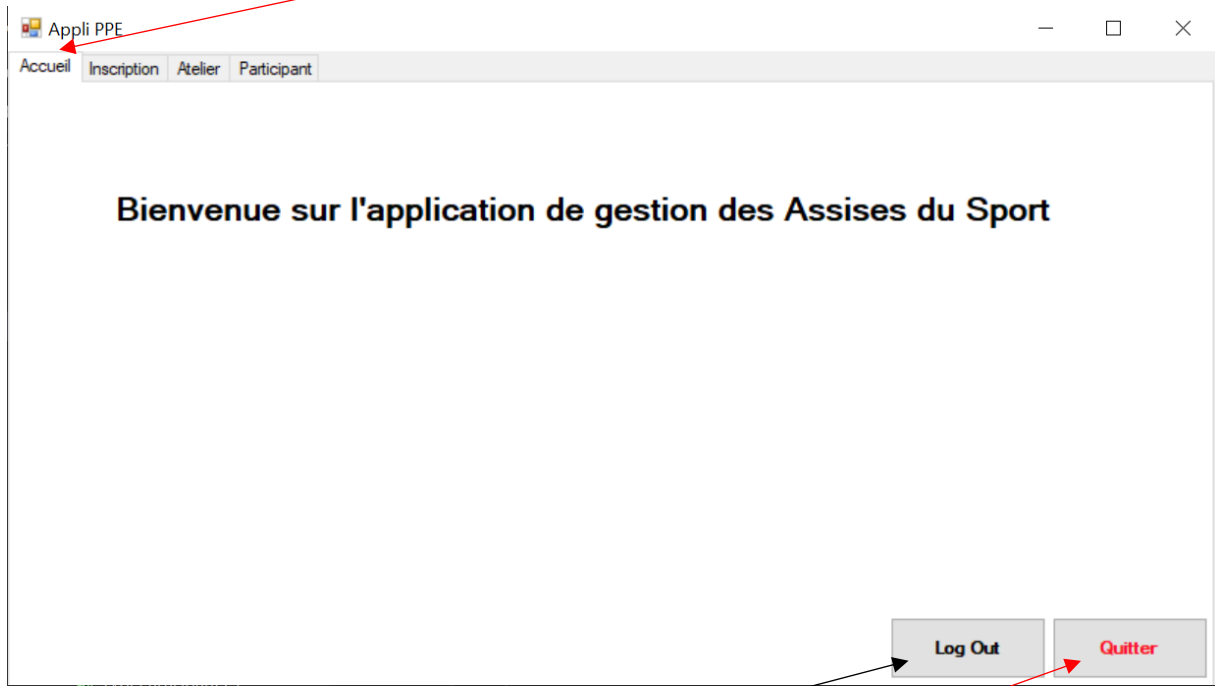 Appli PPE
Accueil Inscription Atelier Participant
Bienvenue sur l'application de gestion des Assises du Sport
Log Out Quitter